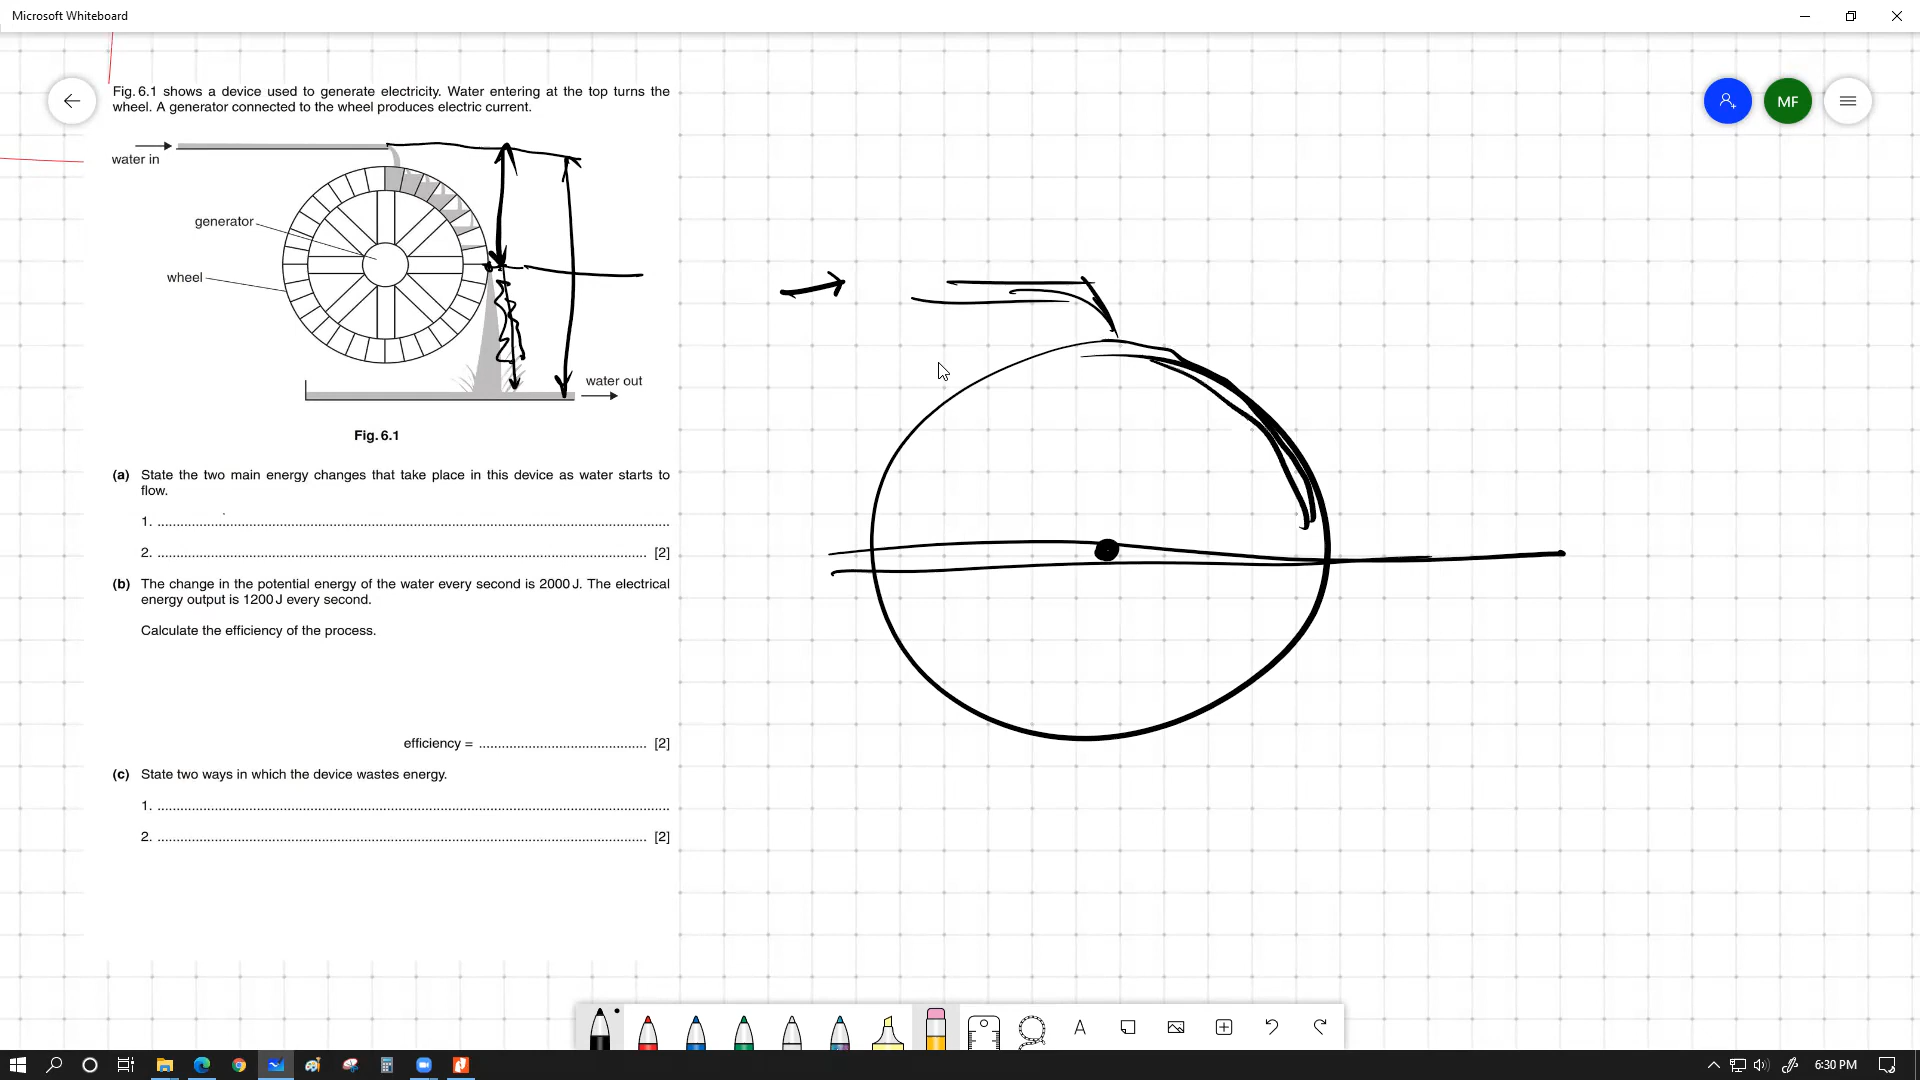 Microsoft Whiteboard
MF
Fig. 6.1 shows a device used to generate electricity. Water entering at the top turns the
wheel. A generator connected to the wheel produces electric current.
water in
generator
wheel
water out
Fig. 6.1
(a) State the two main energy changes that take place in this device as water starts to
flow.
1. ....................................................................................................
2. .................................................................................................... [2]
(b) The change in the potential energy of the water every second is 2000 J. The electrical
energy output is 1200 J every second.
Calculate the efficiency of the process.
efficiency = ............................................ [2]
(c) State two ways in which the device wastes energy.
1. ....................................................................................................
2. .................................................................................................... [2]
A
6:30 PM